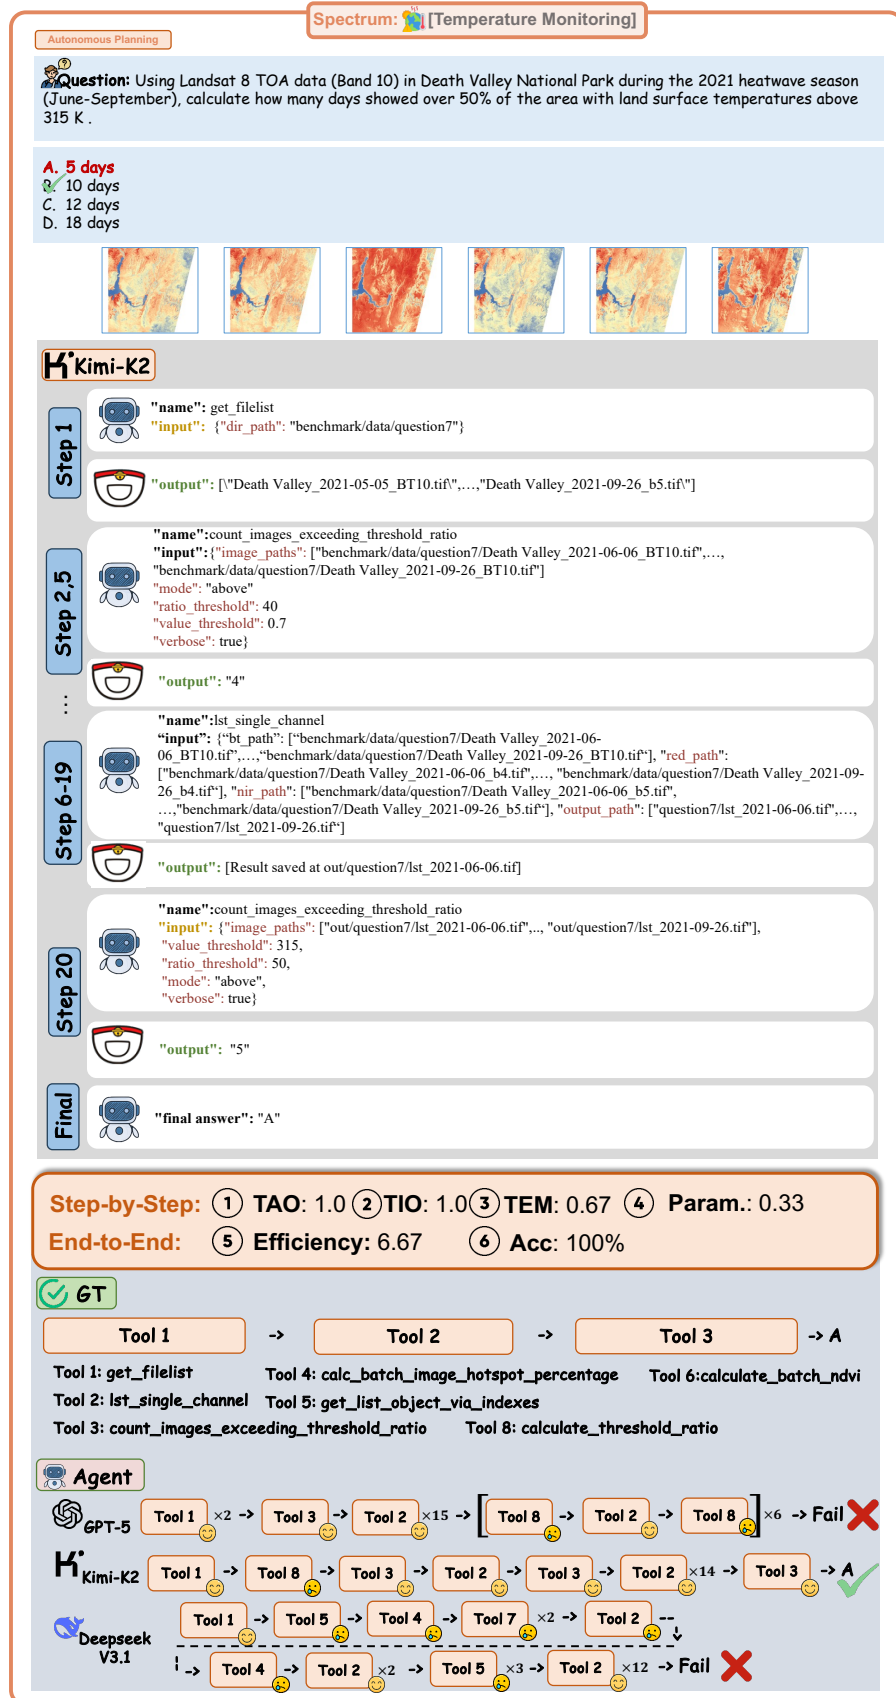 Spectrum: [Temperature Monitoring]
Autonomous Planning
Question: Using Landsat 8 TOA data (Band 10) in Death Valley National Park during the 2021 heatwave season
(June-September), calculate how many days showed over 50% of the area with land surface temperatures above
315 K .
A. 5 days
B. 10 days
C. 12 days
D. 18 days
Kimi-K2
Step 1
"name": get_filelist
"input": {"dir_path": "benchmark/data/question7"}
"output": [\"Death Valley_2021-05-05_BT10.tif\",…,"Death Valley_2021-09-26_b5.tif\"]
Step 2,5
"name":count_images_exceeding_threshold_ratio
"input":{"image_paths": ["benchmark/data/question7/Death Valley_2021-06-06_BT10.tif",…,
"benchmark/data/question7/Death Valley_2021-09-26_BT10.tif"]
"mode": "above"
"ratio_threshold": 40
"value_threshold": 0.7
"verbose": true}
"output": "4"
…
Step 6-19
"name":lst_single_channel
“input”: {“bt_path”: [“benchmark/data/question7/Death Valley_2021-06-
06_BT10.tif”,…,“benchmark/data/question7/Death Valley_2021-09-26_BT10.tif“], "red_path":
["benchmark/data/question7/Death Valley_2021-06-06_b4.tif",…, "benchmark/data/question7/Death Valley_2021-09-
26_b4.tif“], "nir_path": ["benchmark/data/question7/Death Valley_2021-06-06_b5.tif",
…,"benchmark/data/question7/Death Valley_2021-09-26_b5.tif“], "output_path": ["question7/lst_2021-06-06.tif",…,
"question7/lst_2021-09-26.tif“]
"output": [Result saved at out/question7/lst_2021-06-06.tif]
Step 20
"name":count_images_exceeding_threshold_ratio
"input": {"image_paths": ["out/question7/lst_2021-06-06.tif",.., "out/question7/lst_2021-09-26.tif"],
"value_threshold": 315,
"ratio_threshold": 50,
"mode": "above",
"verbose": true}
"output": "5"
Final
"final answer": "A"
Step-by-Step: ① TAO: 1.0 ② TIO: 1.0 ③ TEM: 0.67 ④ Param.: 0.33
End-to-End: ⑤ Efficiency: 6.67 ⑥ Acc: 100%
GT
Tool 1 -> Tool 2 -> Tool 3 -> A
Tool 1: get_filelist Tool 4: calc_batch_image_hotspot_percentage Tool 6:calculate_batch_ndvi
Tool 2: lst_single_channel Tool 5: get_list_object_via_indexes
Tool 3: count_images_exceeding_threshold_ratio Tool 8: calculate_threshold_ratio
Agent
GPT-5 Tool 1 ×2 -> Tool 3 -> Tool 2 ×15 -> [Tool 8 -> Tool 2 -> Tool 8] ×6 -> Fail
Kimi-K2 Tool 1 -> Tool 8 -> Tool 3 -> Tool 2 -> Tool 3 -> Tool 2 ×14 -> Tool 3 -> A
Deepseek V3.1 Tool 1 -> Tool 5 -> Tool 4 -> Tool 7 ×2 -> Tool 2
-> Tool 4 -> Tool 2 ×2 -> Tool 5 ×3 -> Tool 2 ×12 -> Fail